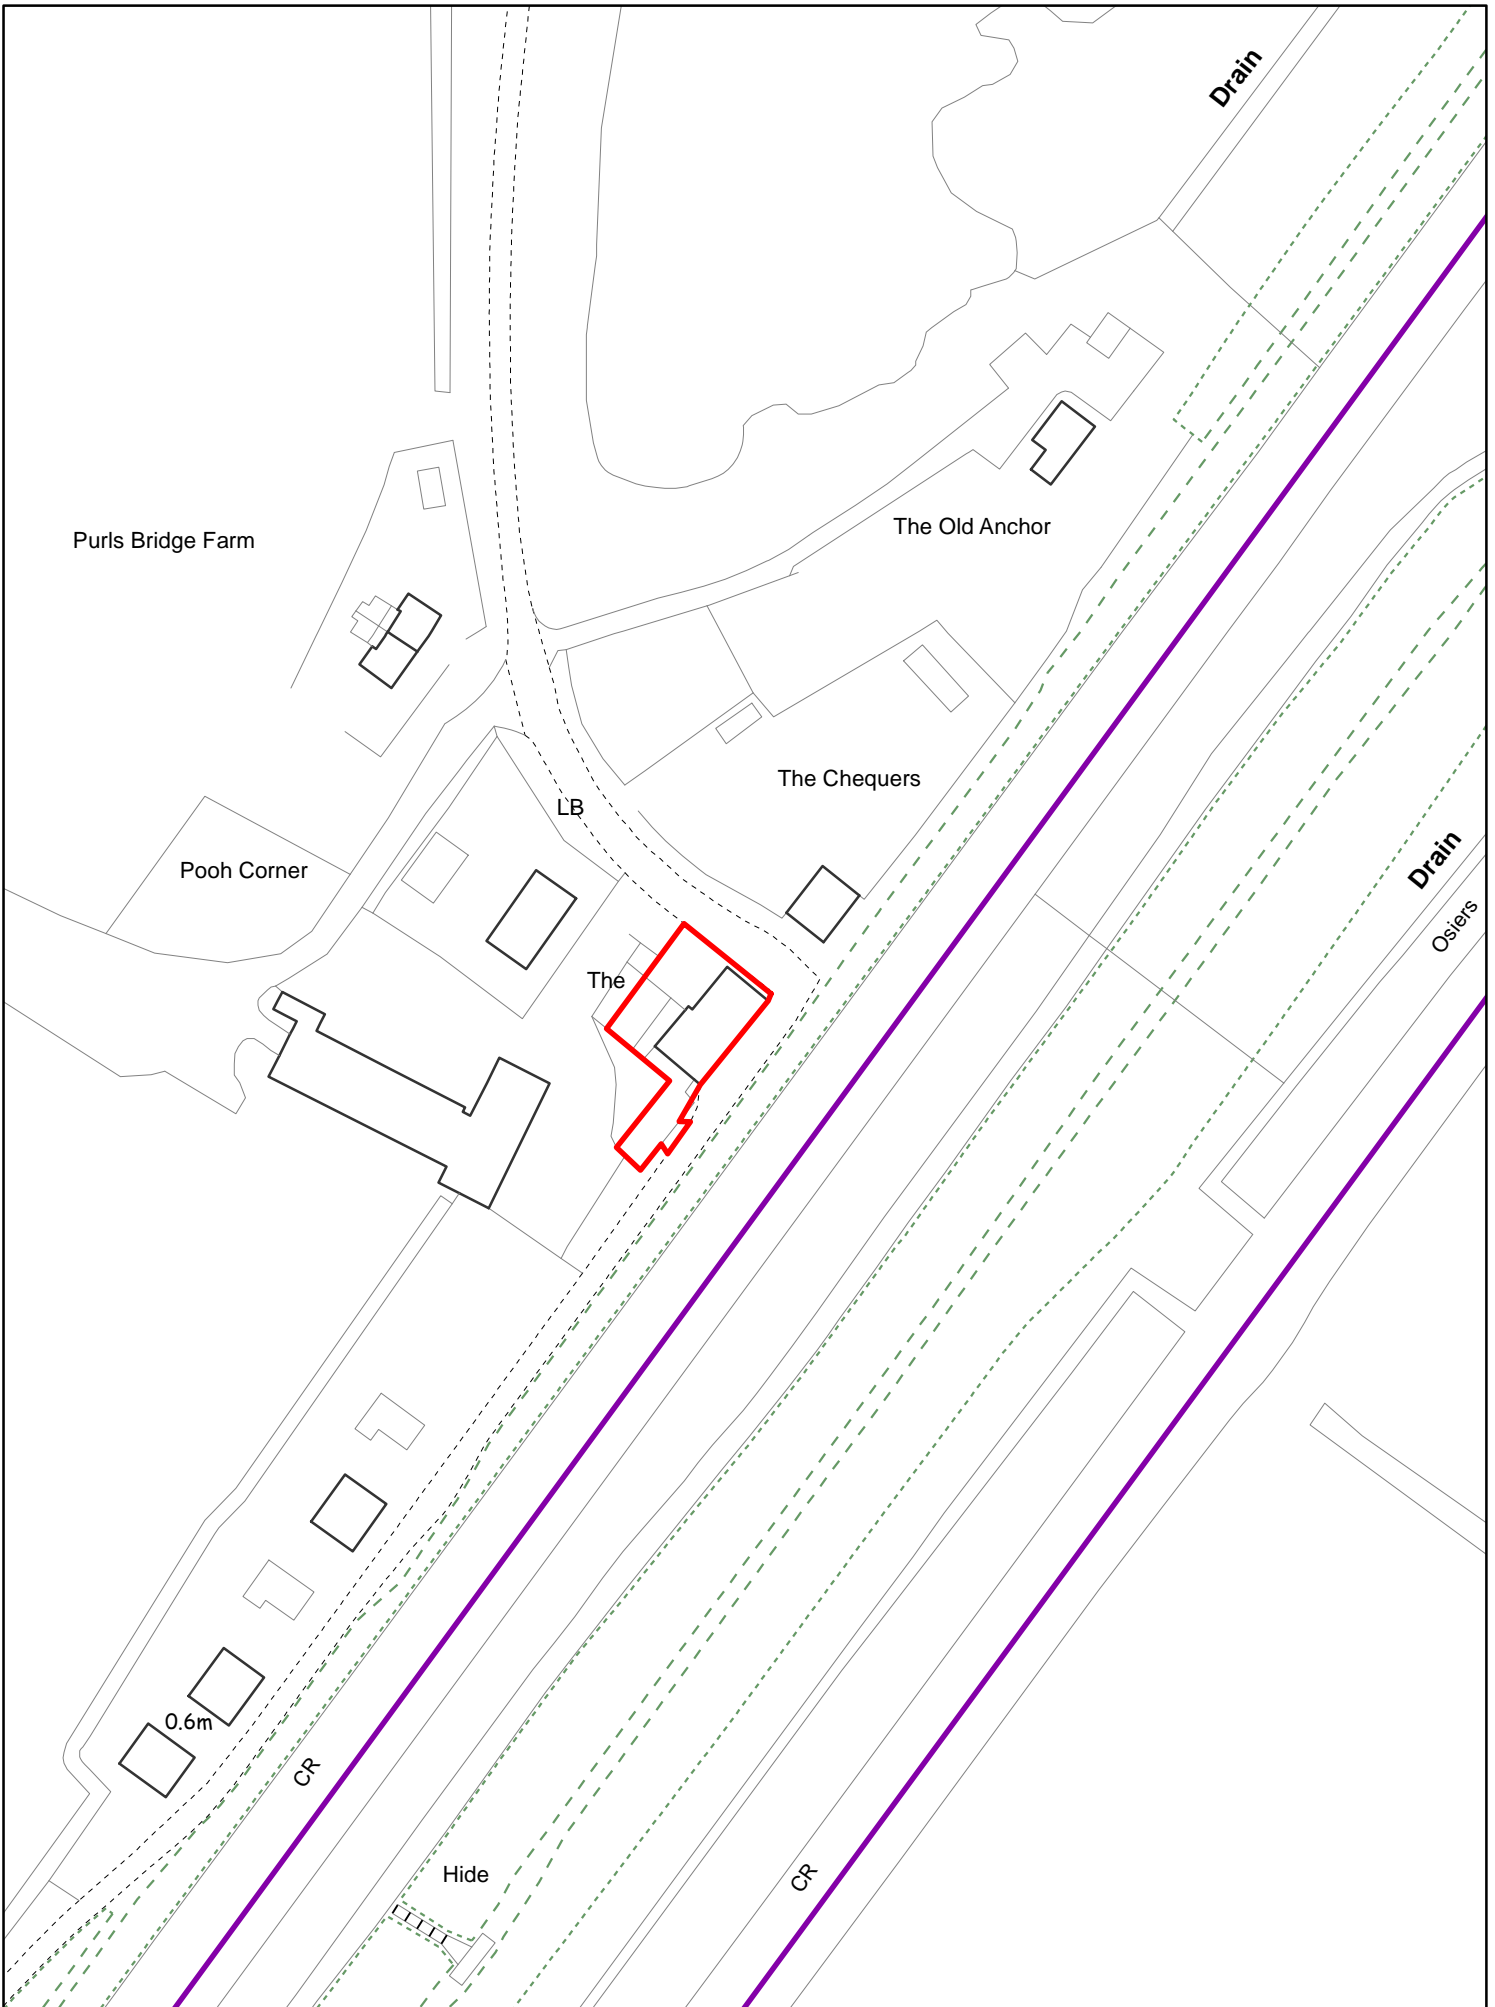 Drain
The Old Anchor
Purls Bridge Farm
The Chequers
LB
Pooh Corner
Drain
Osiers
The
0.6m
CR
Hide
CR